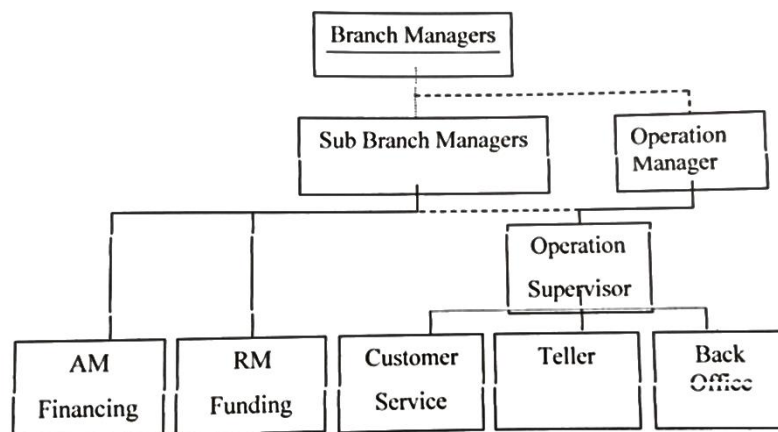 Branch Managers
Sub Branch Managers
Operation
Manager
Operation
Supervisor
AM
Financing
RM
Funding
Customer
Service
Teller
Back
Office